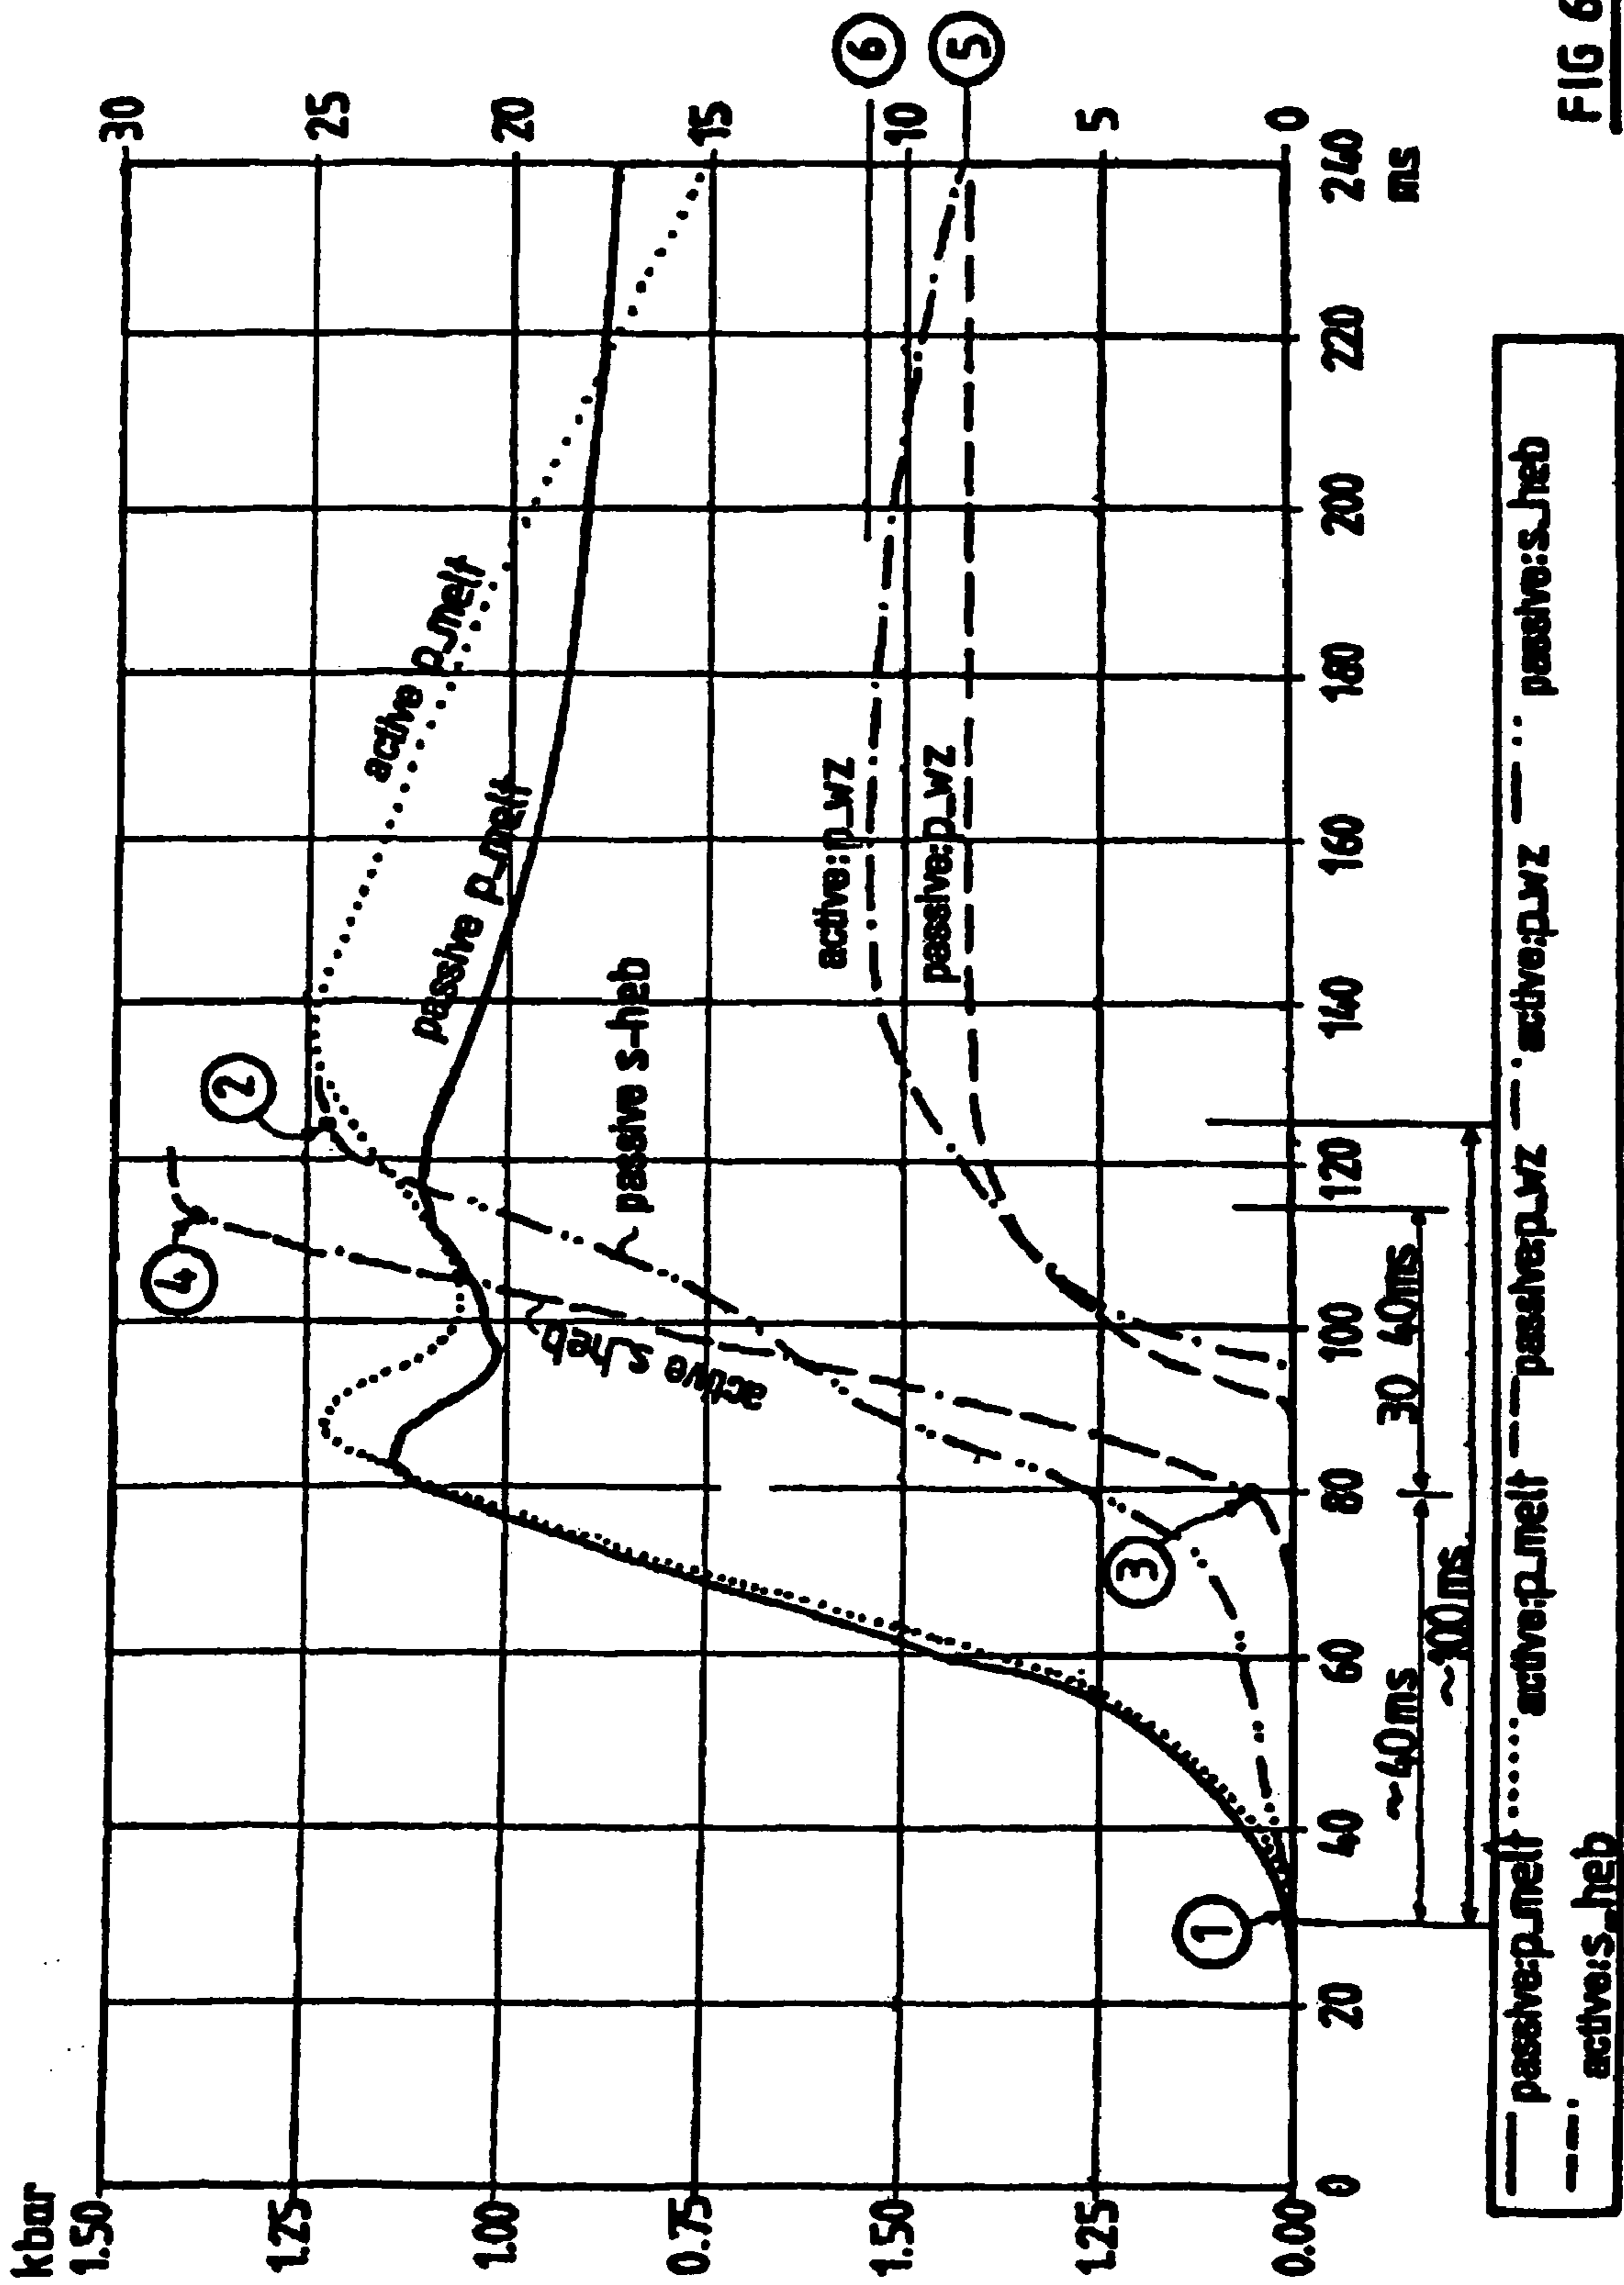 kbar
1.50
1.25
1.00
0.75
1.50
1.25
0.00
30
25
20
15
10
5
0
0
20
40
60
80
100
120
140
160
180
200
220
240
ms
1
2
3
4
5
6
active p_melt
passive p_melt
passive s-heb
active s_heb
active:p_wz
passive:p_wz
~40ms
30 40ms
~100ms
passive:p_melt active:p_melt passive:p_wz active:p_wz passive:s_heb
active:s_heb
FIG 6